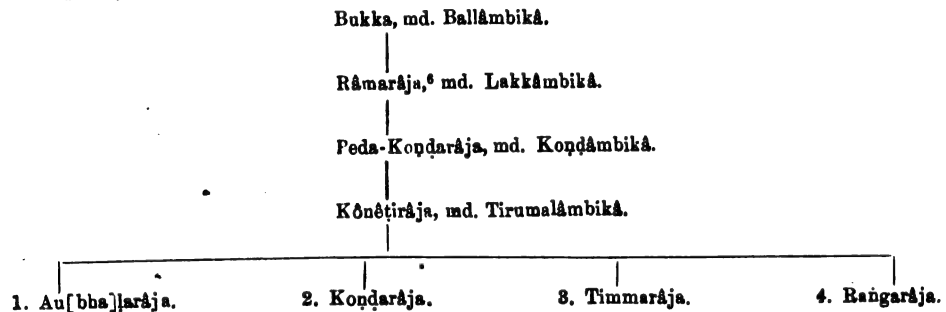 Bukka, md. Ballâmbikâ.
Râmarâja,⁶ md. Lakkâmbikâ.
Peda-Koṇḍarâja, md. Koṇḍâmbikâ.
Kônêṭirâja, md. Tirumalâmbikâ.
1. Au[bba]ḷarâja. 2. Koṇḍarâja. 3. Timmarâja. 4. Raṅgarâja.